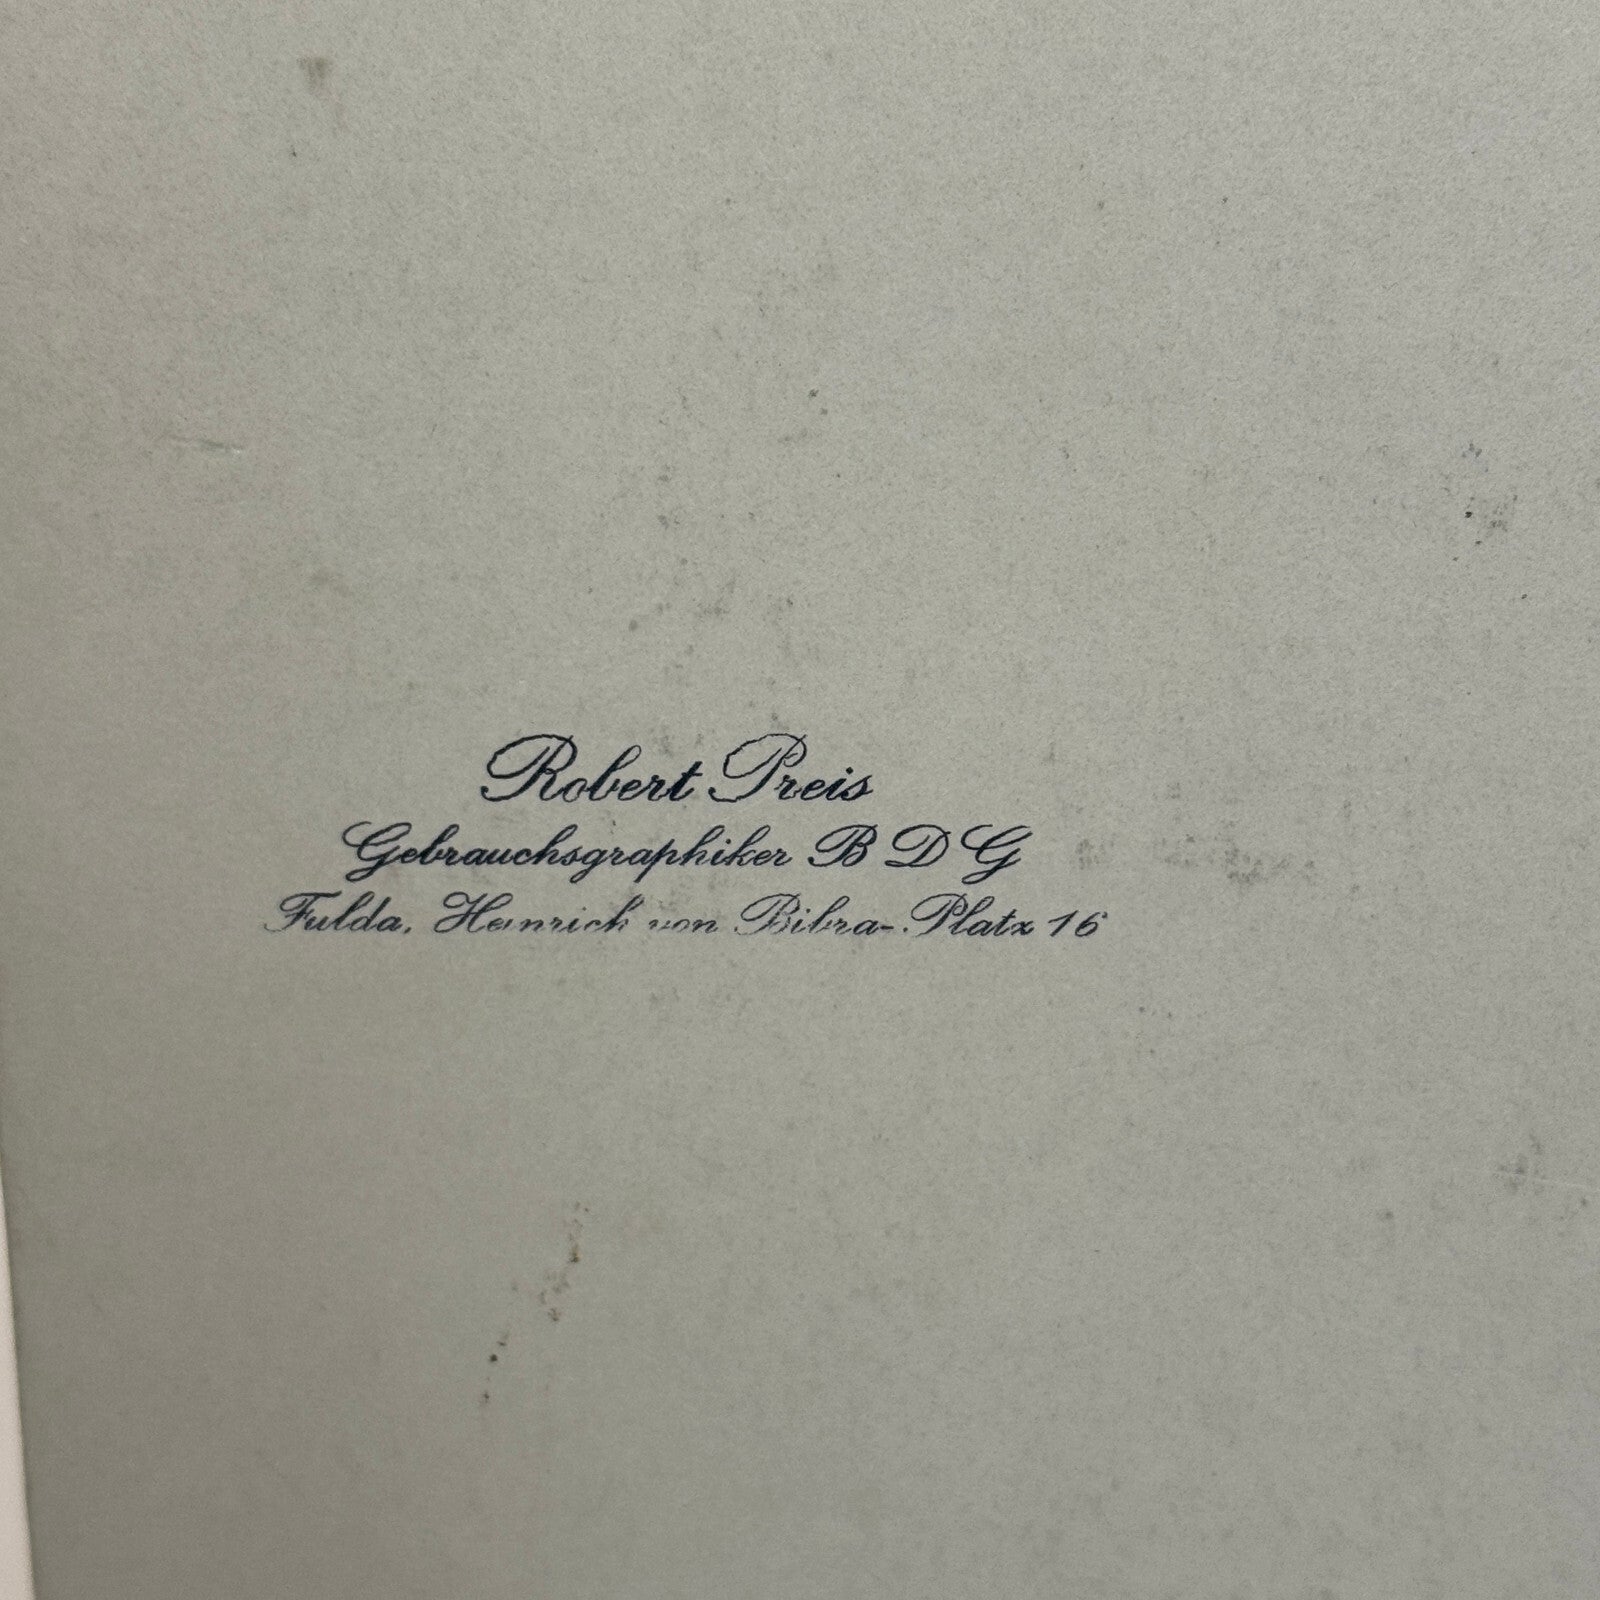 Robert Preis
Gebrauchsgraphiker B D G
Fulda, Heinrich von Bibra-Platz 16